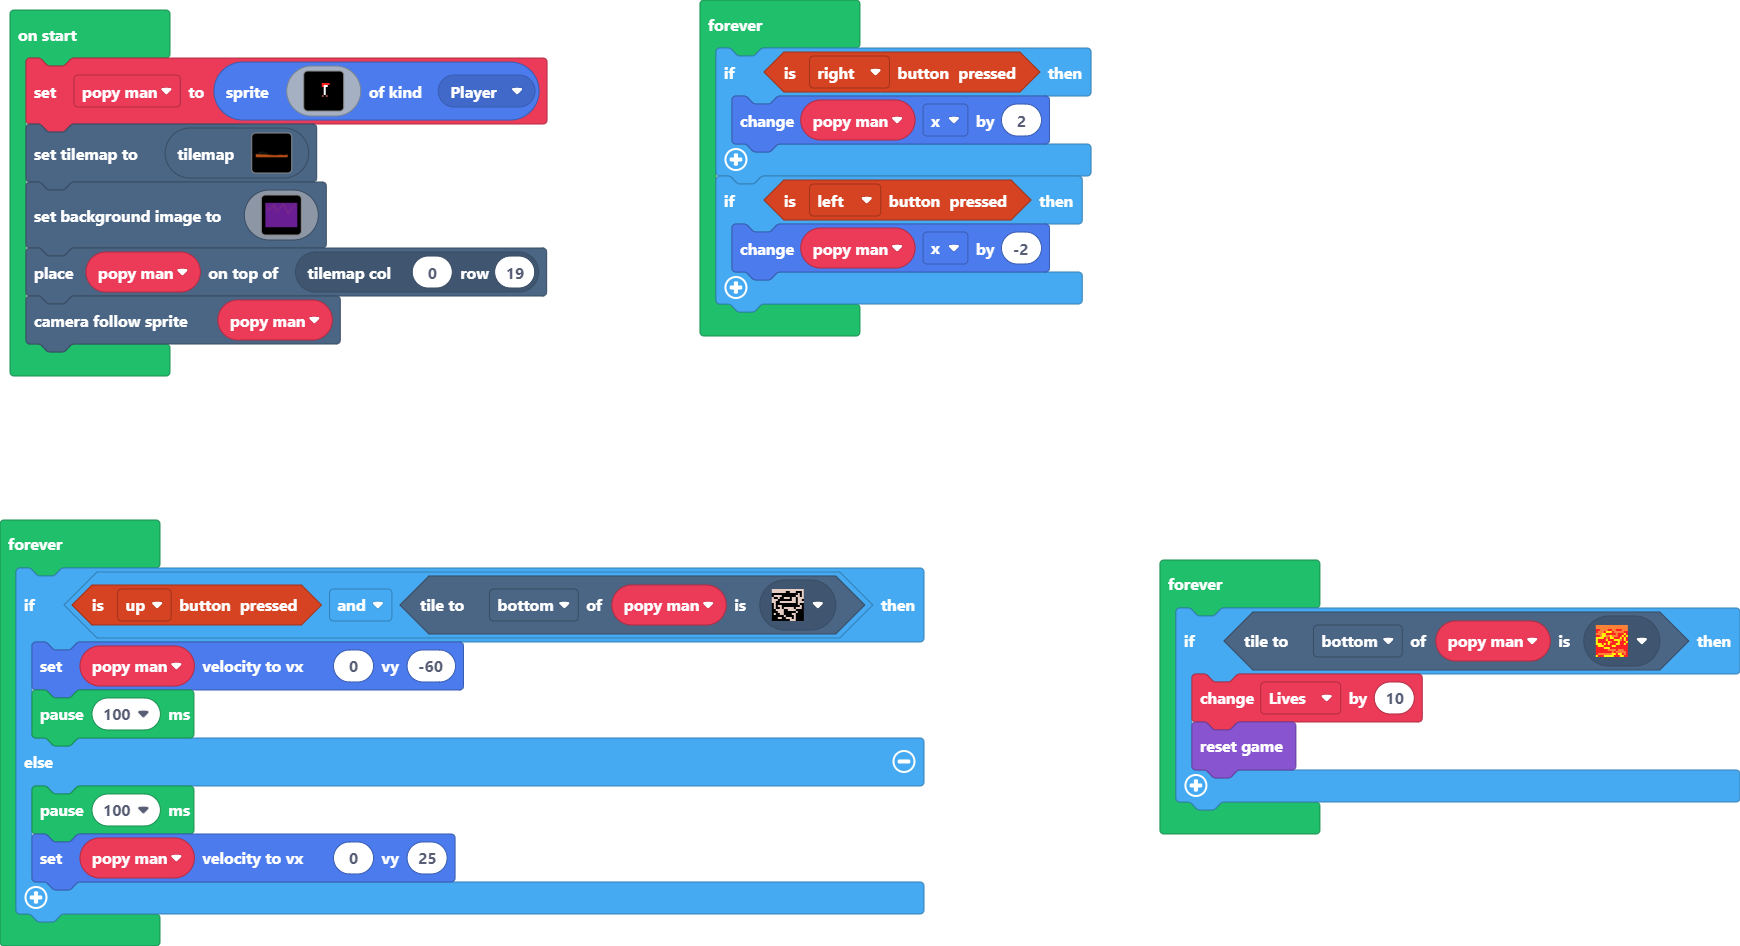 on start
set popy man to sprite of kind Player
set tilemap to tilemap
set background image to
place popy man on top of tilemap col 0 row 19
camera follow sprite popy man
forever
if is right button pressed then
change popy man x by 2
if is left button pressed then
change popy man x by -2
forever
if is up button pressed and tile to bottom of popy man is then
set popy man velocity to vx 0 vy -60
pause 100 ms
else
pause 100 ms
set popy man velocity to vx 0 vy 25
forever
if tile to bottom of popy man is then
change Lives by 10
reset game